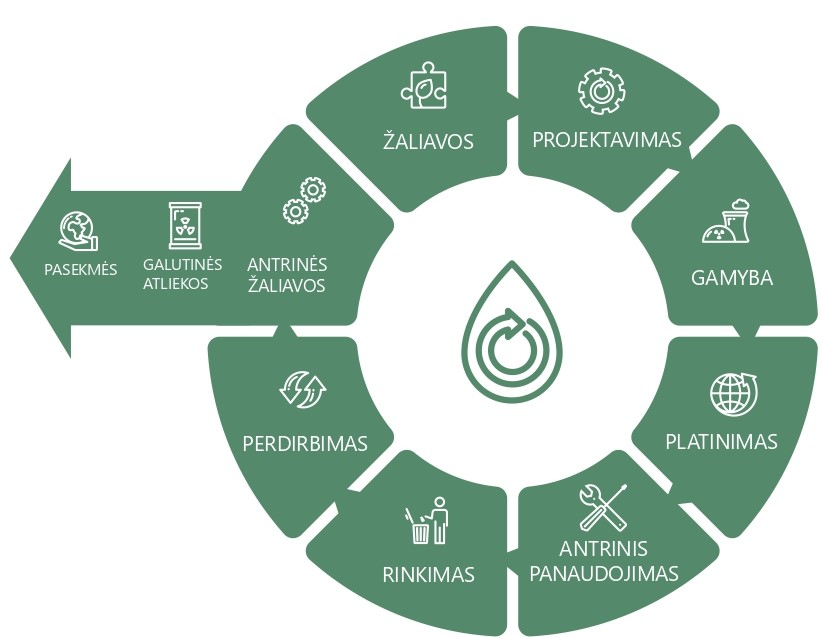 ŽALIAVOS
PROJEKTAVIMAS
GAMYBA
PLATINIMAS
ANTRINIS
PANAUDOJIMAS
RINKIMAS
PERDIRBIMAS
ANTRINĖS
ŽALIAVOS
GALUTINĖS
ATLIEKOS
PASEKMĖS